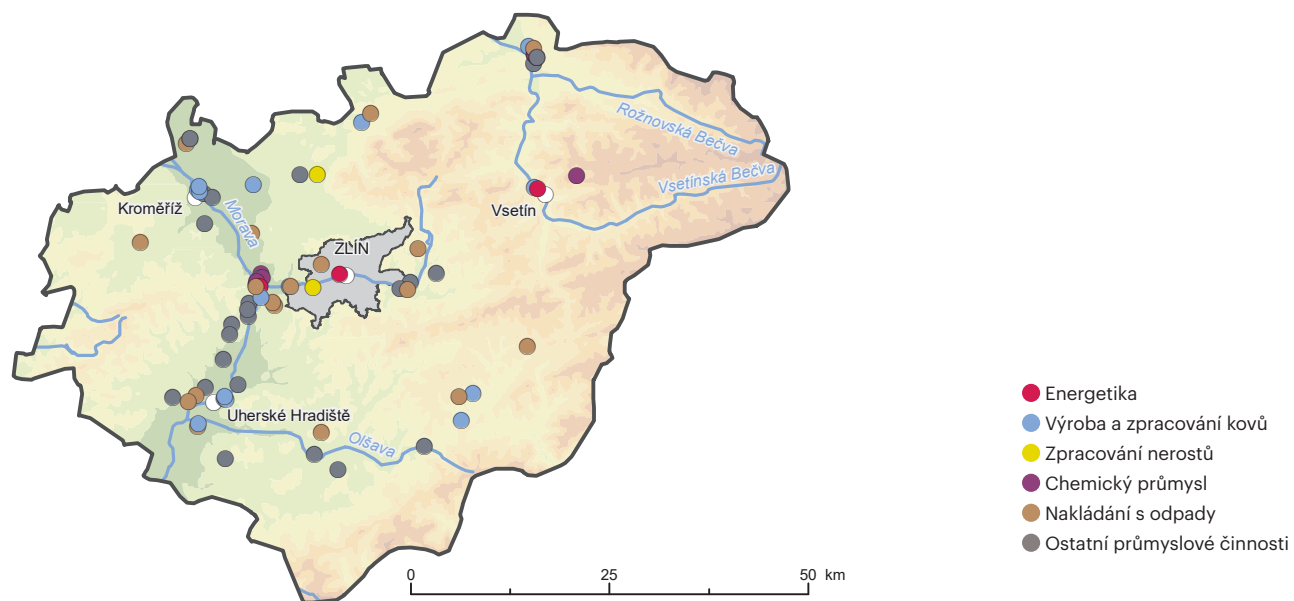 Rožnovská Bečva
Vsetínská Bečva
Kroměříž
Vsetín
Morava
ZLÍN
Uherské Hradiště
Olšava
Energetika
Výroba a zpracování kovů
Zpracování nerostů
Chemický průmysl
Nakládání s odpady
Ostatní průmyslové činnosti
0 25 50 km